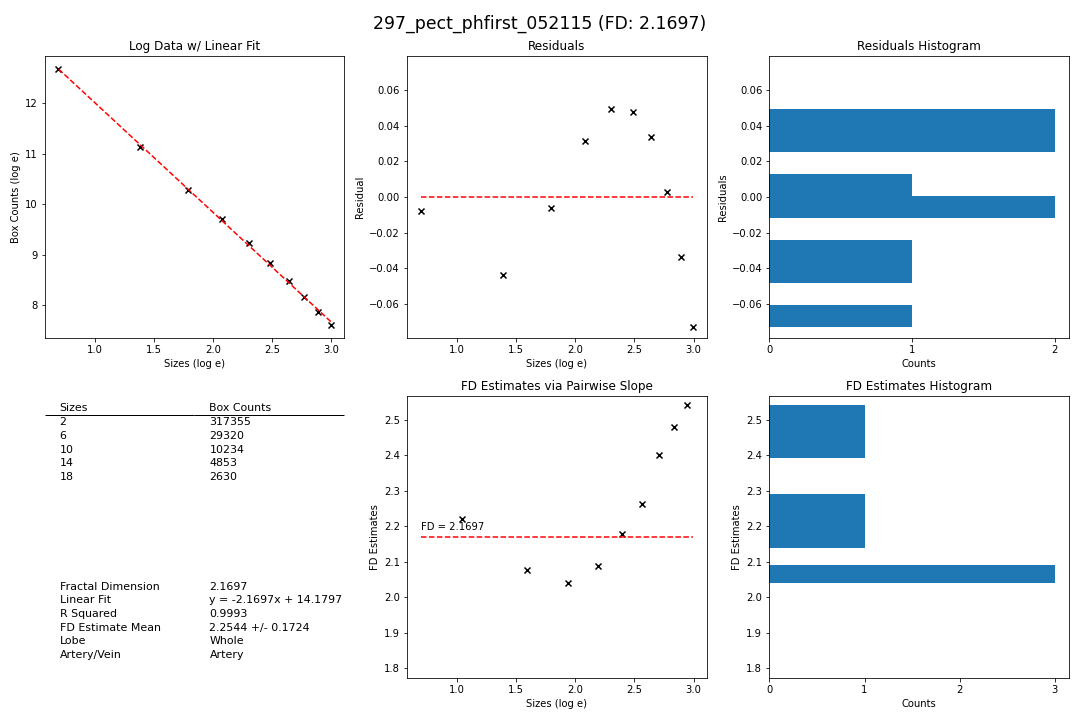 297_pect_phfirst_052115 (FD: 2.1697)
Log Data w/ Linear Fit
Box Counts (log e)
12
11
10
9
8
1.0 1.5 2.0 2.5 3.0
Sizes (log e)
Residuals
Residual
0.06
0.04
0.02
0.00
−0.02
−0.04
−0.06
1.0 1.5 2.0 2.5 3.0
Sizes (log e)
Residuals Histogram
Residuals
0.06
0.04
0.02
0.00
−0.02
−0.04
−0.06
0 1 2
Counts
Sizes Box Counts
2 317355
6 29320
10 10234
14 4853
18 2630
Fractal Dimension 2.1697
Linear Fit y = -2.1697x + 14.1797
R Squared 0.9993
FD Estimate Mean 2.2544 +/- 0.1724
Lobe Whole
Artery/Vein Artery
FD Estimates via Pairwise Slope
FD Estimates
2.5
2.4
2.3
2.2
2.1
2.0
1.9
1.8
FD = 2.1697
1.0 1.5 2.0 2.5 3.0
Sizes (log e)
FD Estimates Histogram
FD Estimates
2.5
2.4
2.3
2.2
2.1
2.0
1.9
1.8
0 1 2 3
Counts